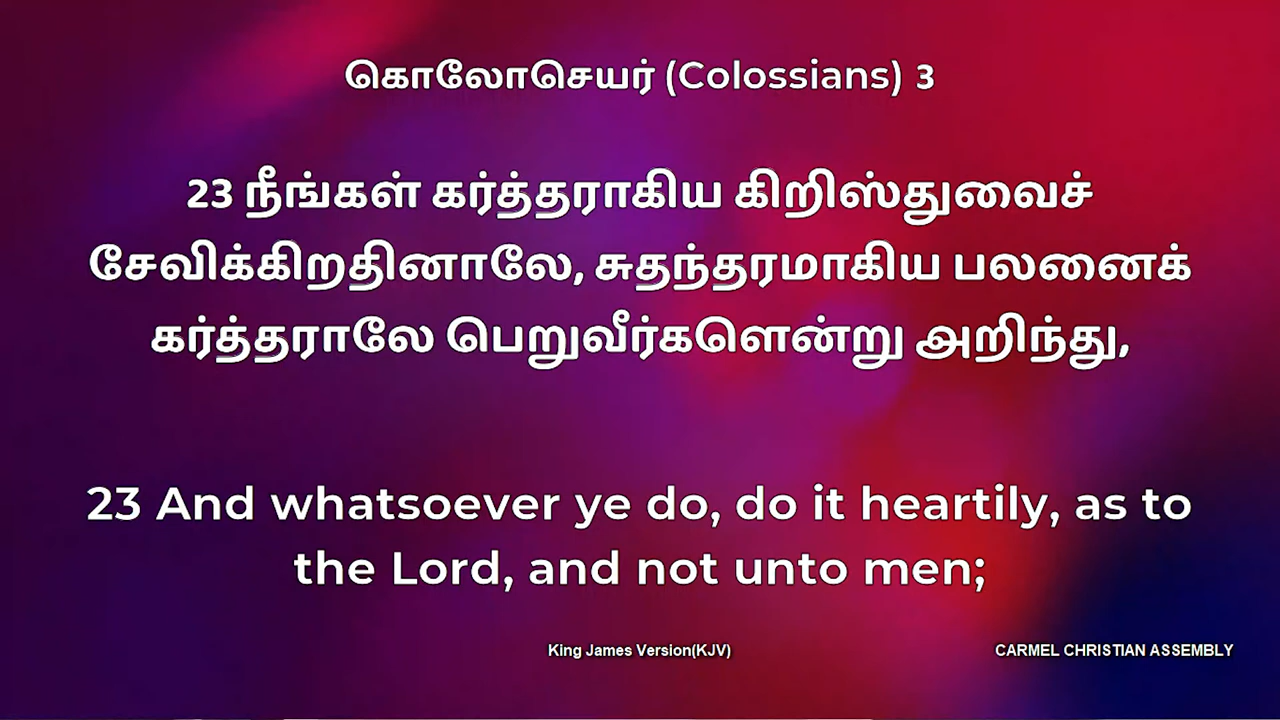 கொலோசெயர் (Colossians) 3
23 நீங்கள் கர்த்தராகிய கிறிஸ்துவைச்
சேவிக்கிறதினாலே, சுதந்தரமாகிய பலனைக்
கர்த்தராலே பெறுவீர்களென்று அறிந்து,
23 And whatsoever ye do, do it heartily, as to
the Lord, and not unto men;
King James Version(KJV)
CARMEL CHRISTIAN ASSEMBLY